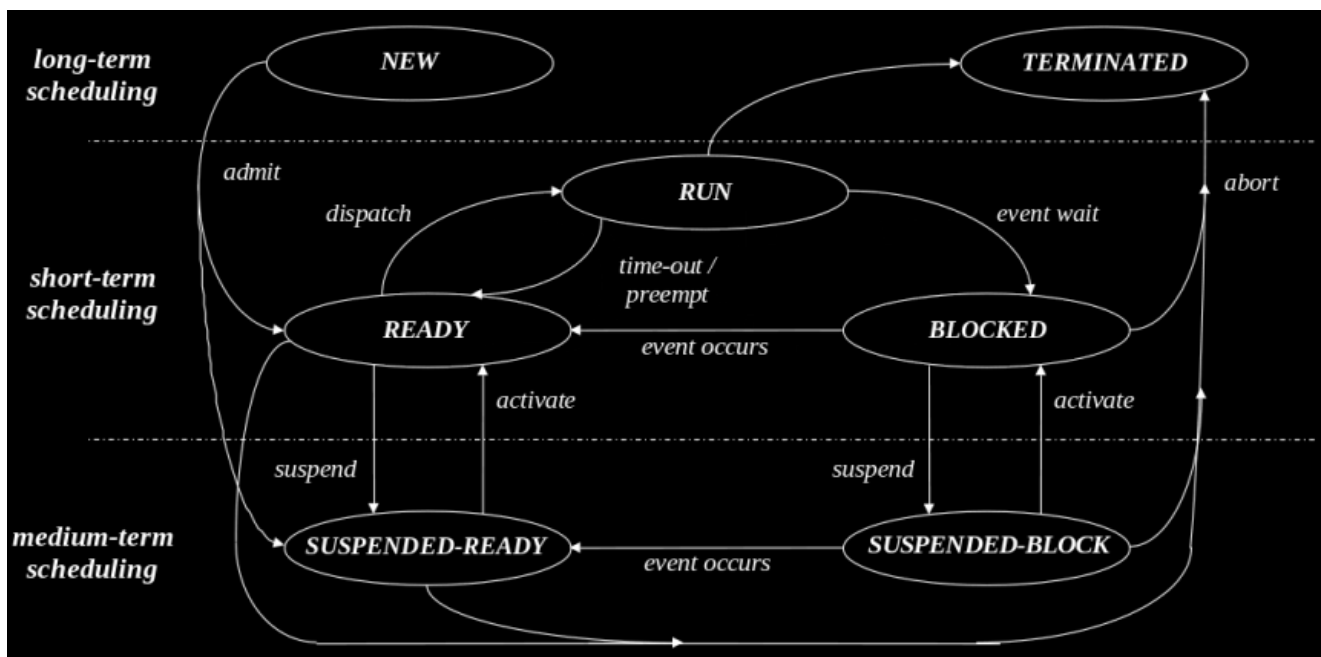 long-term
scheduling
NEW
TERMINATED
admit
dispatch
RUN
event wait
abort
short-term
scheduling
time-out /
preempt
READY
BLOCKED
event occurs
activate
activate
suspend
suspend
medium-term
scheduling
SUSPENDED-READY
SUSPENDED-BLOCK
event occurs